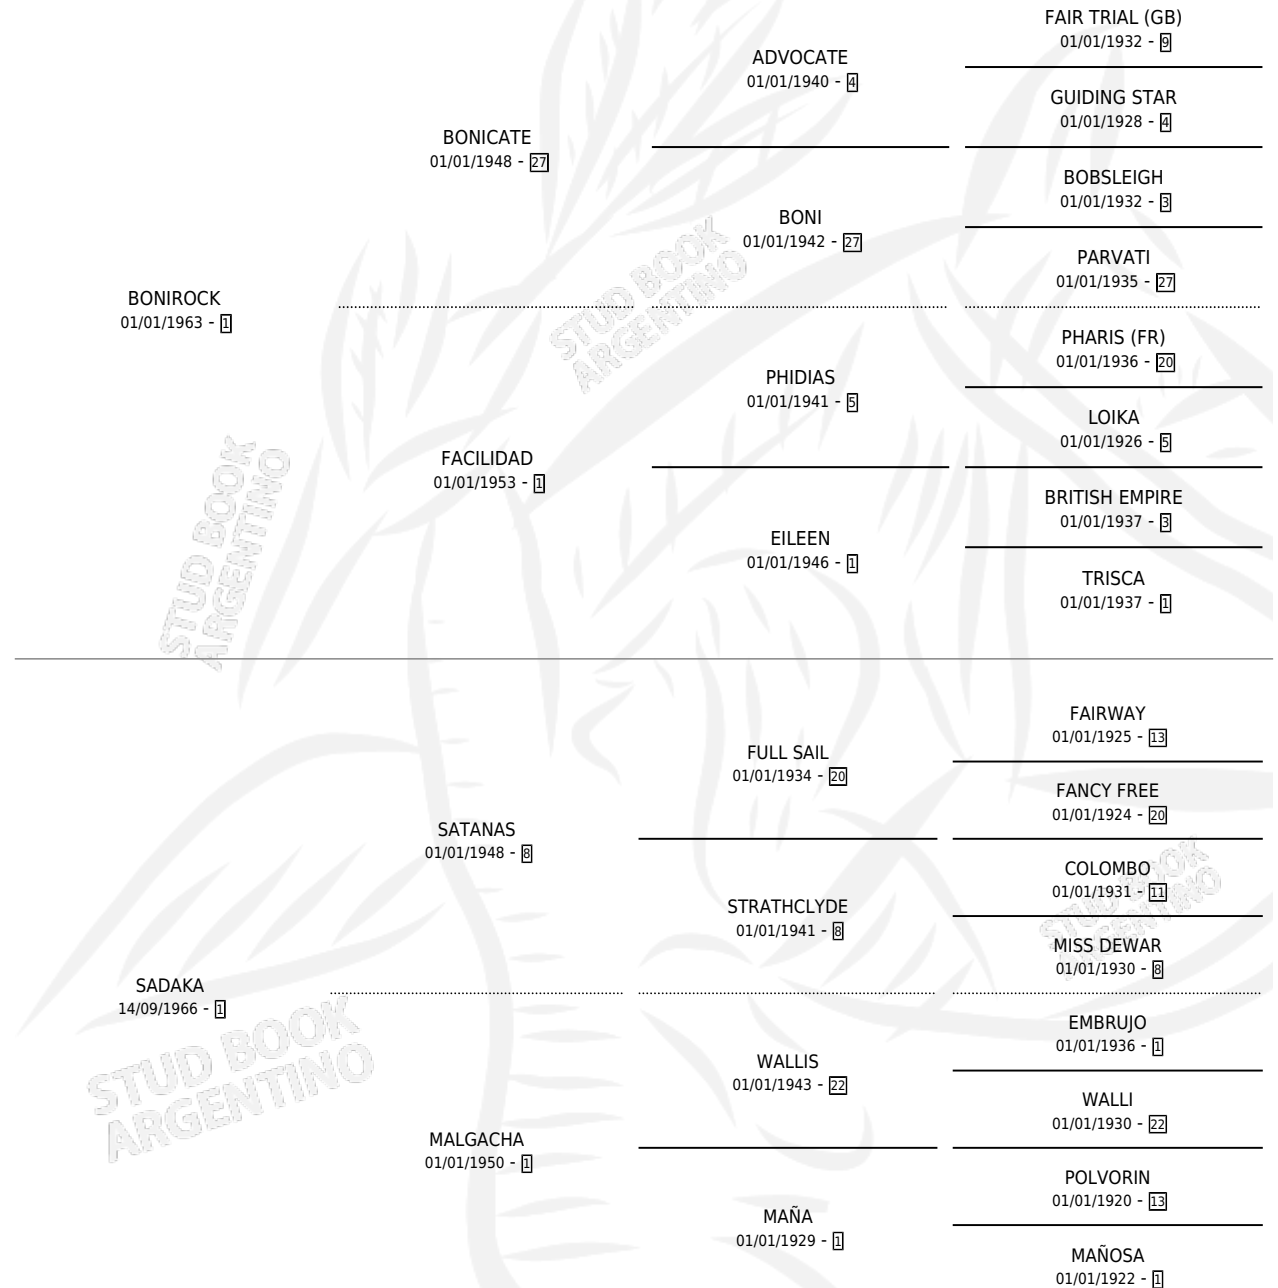 FAIR TRIAL (GB)
01/01/1932 - 9
ADVOCATE
01/01/1940 - 4
GUIDING STAR
01/01/1928 - 4
BONICATE
01/01/1948 - 27
BOBSLEIGH
01/01/1932 - 3
BONI
01/01/1942 - 27
PARVATI
01/01/1935 - 27
BONIROCK
01/01/1963 - 1
PHARIS (FR)
01/01/1936 - 20
PHIDIAS
01/01/1941 - 5
LOIKA
01/01/1926 - 5
FACILIDAD
01/01/1953 - 1
BRITISH EMPIRE
01/01/1937 - 3
EILEEN
01/01/1946 - 1
TRISCA
01/01/1937 - 1
FAIRWAY
01/01/1925 - 13
FULL SAIL
01/01/1934 - 20
FANCY FREE
01/01/1924 - 20
SATANAS
01/01/1948 - 8
COLOMBO
01/01/1931 - 11
STRATHCLYDE
01/01/1941 - 8
MISS DEWAR
01/01/1930 - 8
SADAKA
14/09/1966 - 1
EMBRUJO
01/01/1936 - 1
WALLIS
01/01/1943 - 22
WALLI
01/01/1930 - 22
MALGACHA
01/01/1950 - 1
POLVORIN
01/01/1920 - 13
MAÑA
01/01/1929 - 1
MAÑOSA
01/01/1922 - 1
STUD BOOK
ARGENTINO
STUD BOOK
ARGENTINO
STUD BOOK
ARGENTINO
STUD BOOK
ARGENTINO